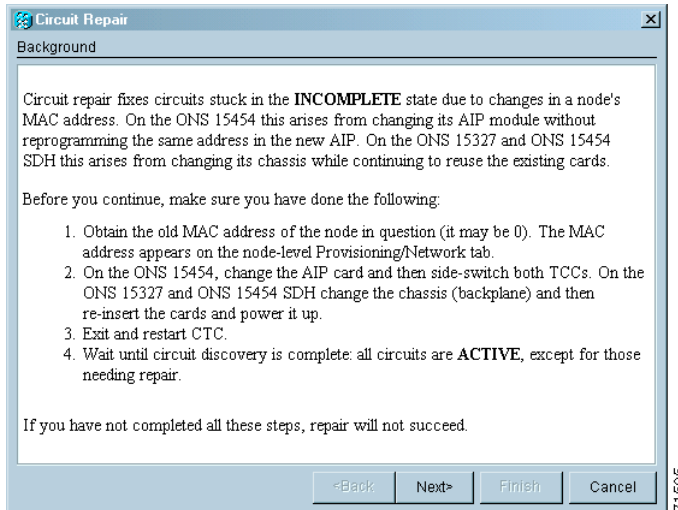 Circuit Repair
Background
Circuit repair fixes circuits stuck in the INCOMPLETE state due to changes in a node's
MAC address. On the ONS 15454 this arises from changing its AIP module without
reprogramming the same address in the new AIP. On the ONS 15327 and ONS 15454
SDH this arises from changing its chassis while continuing to reuse the existing cards.
Before you continue, make sure you have done the following:
1. Obtain the old MAC address of the node in question (it may be 0). The MAC
address appears on the node-level Provisioning/Network tab.
2. On the ONS 15454, change the AIP card and then side-switch both TCCs. On the
ONS 15327 and ONS 15454 SDH change the chassis (backplane) and then
re-insert the cards and power it up.
3. Exit and restart CTC.
4. Wait until circuit discovery is complete: all circuits are ACTIVE, except for those
needing repair.
If you have not completed all these steps, repair will not succeed.
<Back Next> Finish Cancel